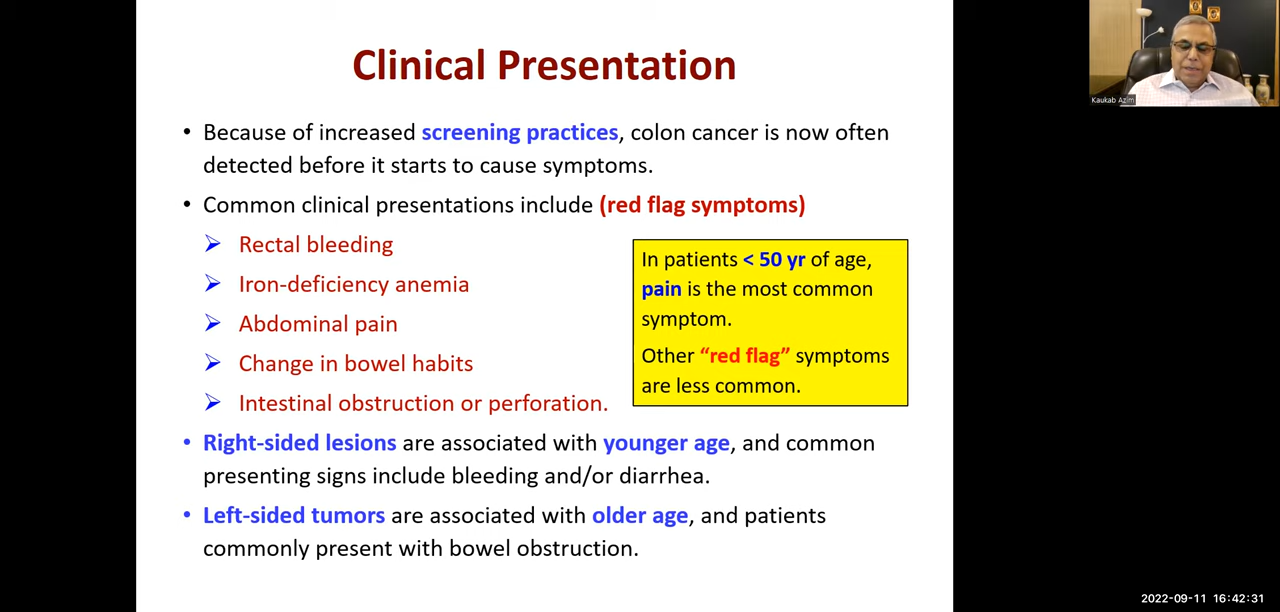 Clinical Presentation
• Because of increased screening practices, colon cancer is now often
detected before it starts to cause symptoms.
• Common clinical presentations include (red flag symptoms)
➢ Rectal bleeding
➢ Iron-deficiency anemia
➢ Abdominal pain
➢ Change in bowel habits
➢ Intestinal obstruction or perforation.
In patients < 50 yr of age,
pain is the most common
symptom.
Other “red flag” symptoms
are less common.
• Right-sided lesions are associated with younger age, and common
presenting signs include bleeding and/or diarrhea.
• Left-sided tumors are associated with older age, and patients
commonly present with bowel obstruction.
Kaukab Azim
2022-09-11 16:42:31